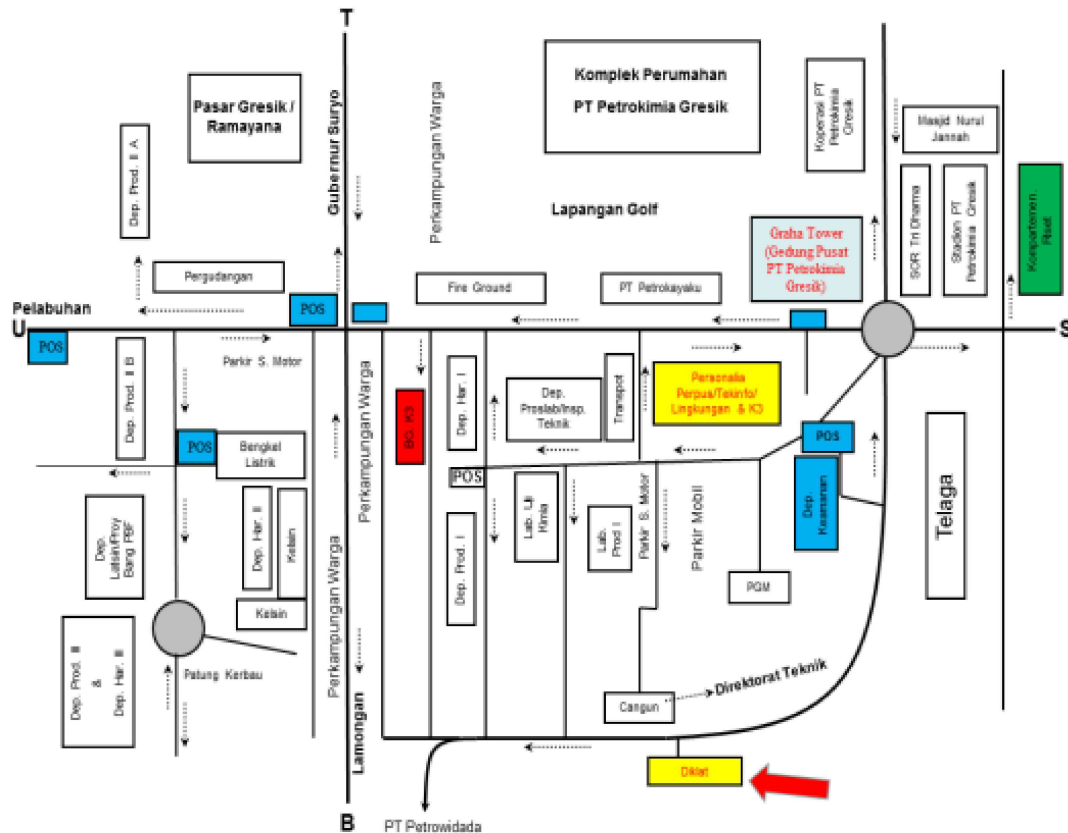 T
Pasar Gresik /
Ramayana
Gubernur Suryo
Perkampungan Warga
Komplek Perumahan
PT Petrokimia Gresik
Koperasi PT
Petrokimia
Gresik
Masjid Nurul
Jannah
Dep. Prod. II A
Lapangan Golf
Graha Tower
(Gedung Pusat
PT Petrokimia
Gresik)
SOR Tri Dharma
Stadion PT
Petrokimia Gresik
Kompartemen
Riset
Pergudangan
Fire Ground
PT Petrokayaku
Pelabuhan
U
POS
S
POS
Parkir S. Motor
Dep. Prod. II B
Perkampungan Warga
BG. K3
Dep. Har. I
Dep.
Proslab/Insp.
Teknik
Transpot
Personalia
Perpus/Tekinfo/
Lingkungan & K3
POS
Bengkel
Listrik
POS
POS
Dep.
Keamanan
Telaga
Dep.
Bang PBF
Dep. Har. II
Kelsin
Kelsin
Perkampungan Warga
Dep. Prod. I
Lab. Uji
Kimia
Lab.
Prod I
Parkir S. Motor
Parkir Mobil
PGM
Dep. Prod. III
&
Dep. Har. III
Patung Kerbau
Lamongan
Cangun
Direktorat Teknik
Diklat
B
PT Petrowidada